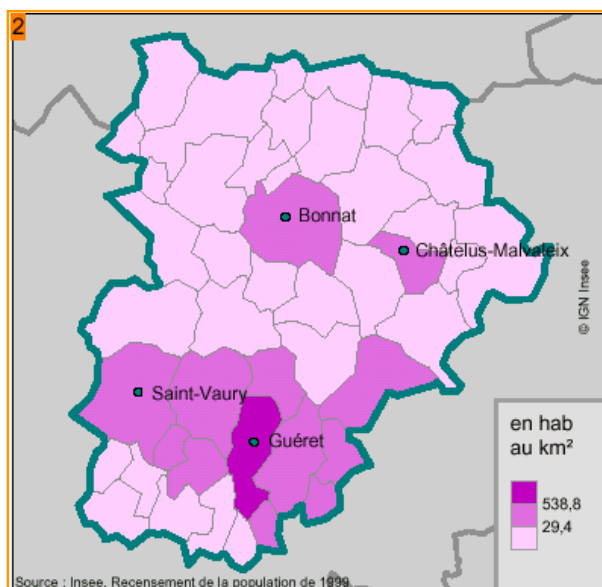 2
Bonnat
Châtelus-Malvaleix
© IGN Insee
Saint-Vaury
Guéret
en hab
au km²
538,8
29,4
Source : Insee, Recensement de la population de 1999